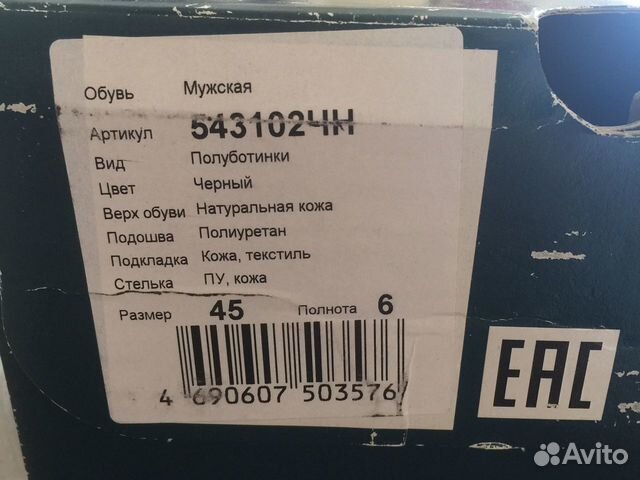 Обувь Мужская
Артикул 543102ЧН
Вид Полуботинки
Цвет Черный
Верх обуви Натуральная кожа
Подошва Полиуретан
Подкладка Кожа, текстиль
Стелька ПУ, кожа
Размер 45 Полнота 6
4 690607 503576
EAC
Avito